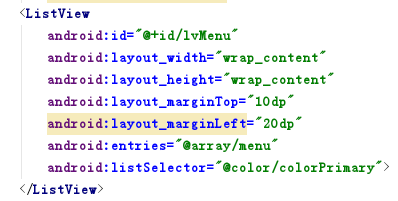 <ListView
android:id="@+id/lvMenu"
android:layout_width="wrap_content"
android:layout_height="wrap_content"
android:layout_marginTop="10dp"
android:layout_marginLeft="20dp"
android:entries="@array/menu"
android:listSelector="@color/colorPrimary">
</ListView>